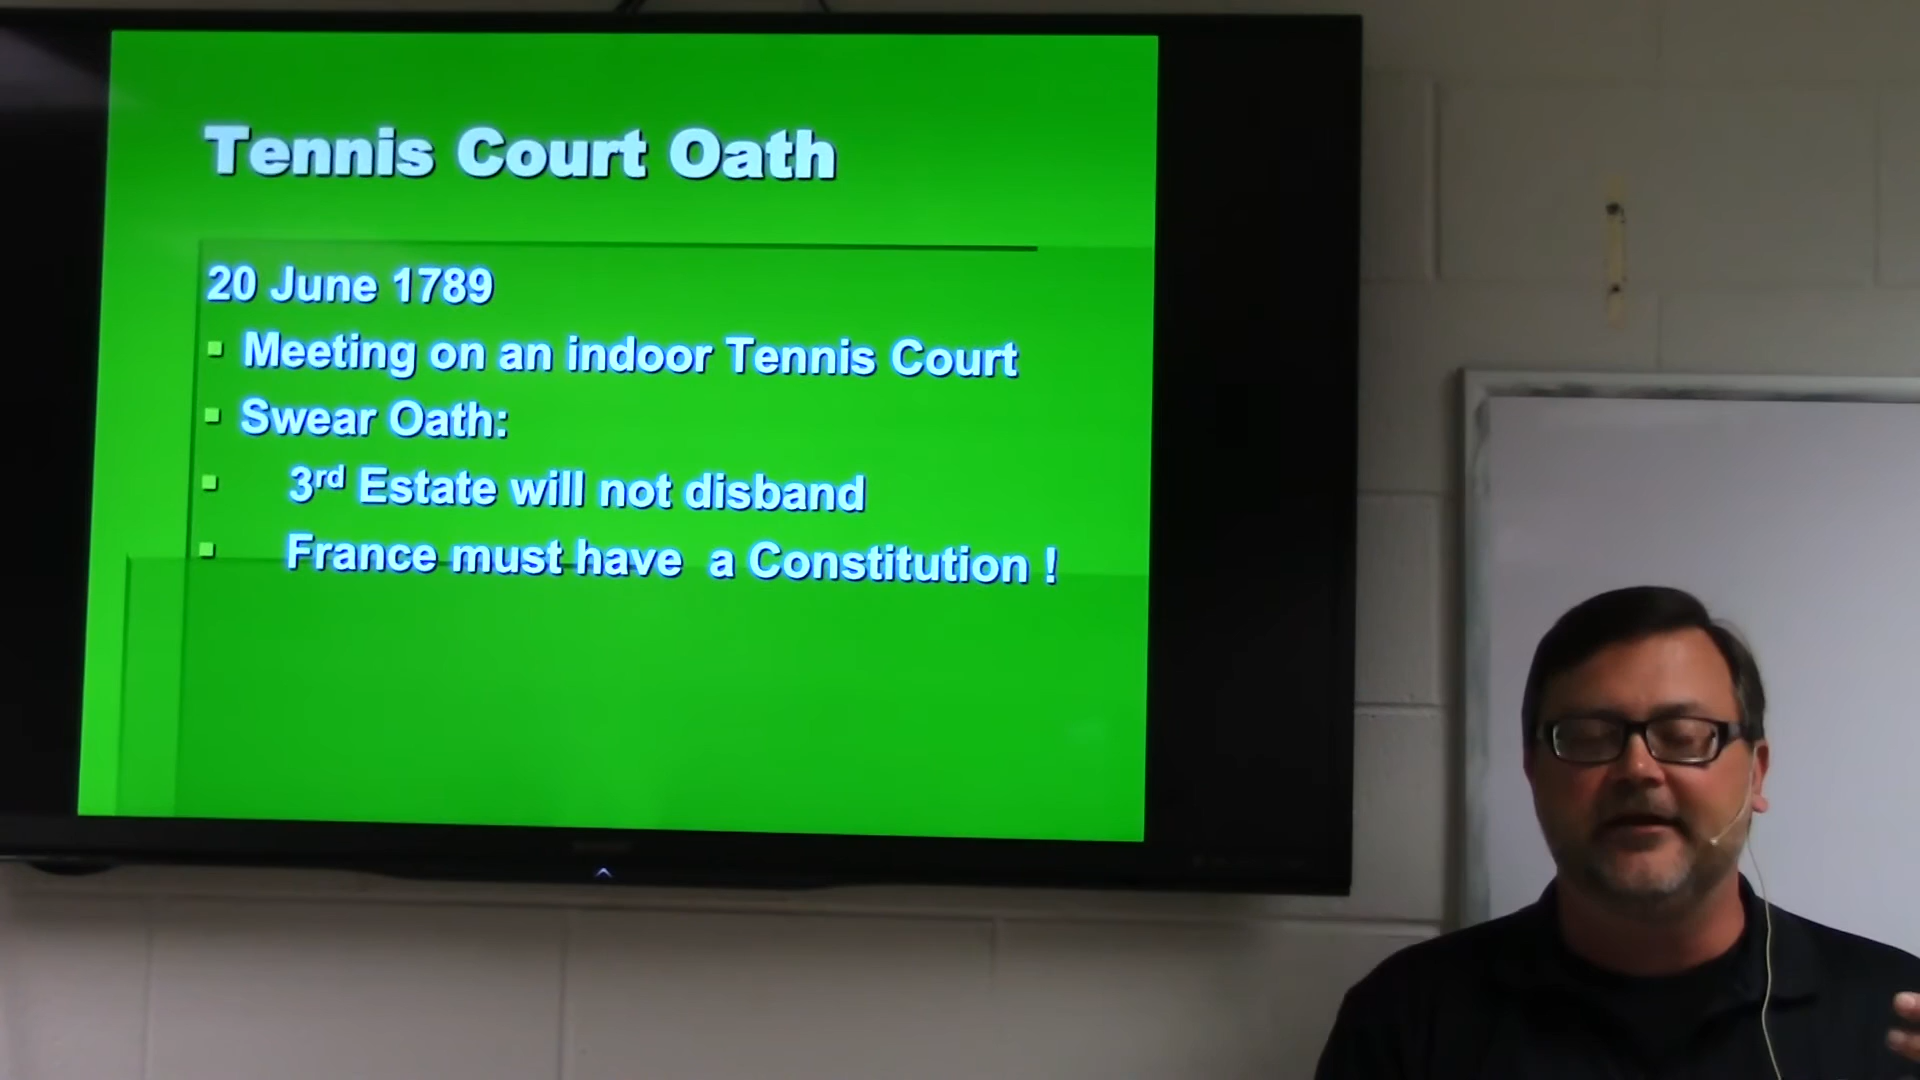 Tennis Court Oath
20 June 1789
Meeting on an indoor Tennis Court
Swear Oath:
3rd Estate will not disband
France must have a Constitution !